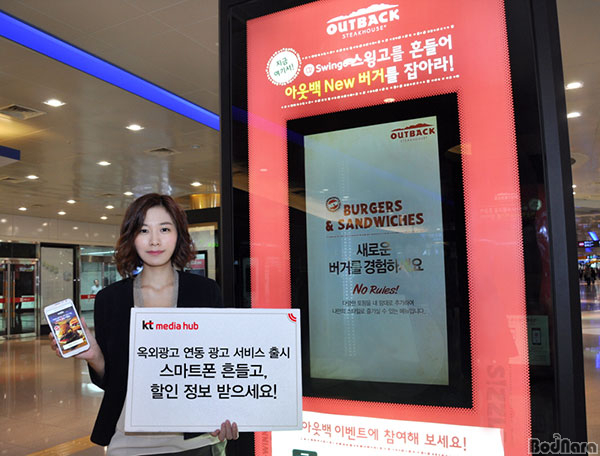 OUTBACK
STEAKHOUSE
지금
여기서!
Swingo 스윙고를 흔들어
아웃백 New 버거를 잡아라!
OUTBACK
BURGERS
& SANDWICHES
새로운
버거를 경험하세요
No Rules!
kt media hub
옥외광고 연동 광고 서비스 출시
스마트폰 흔들고,
할인 정보 받으세요!
아웃백 이벤트에 참여해 보세요!
SIZZL
BodNara